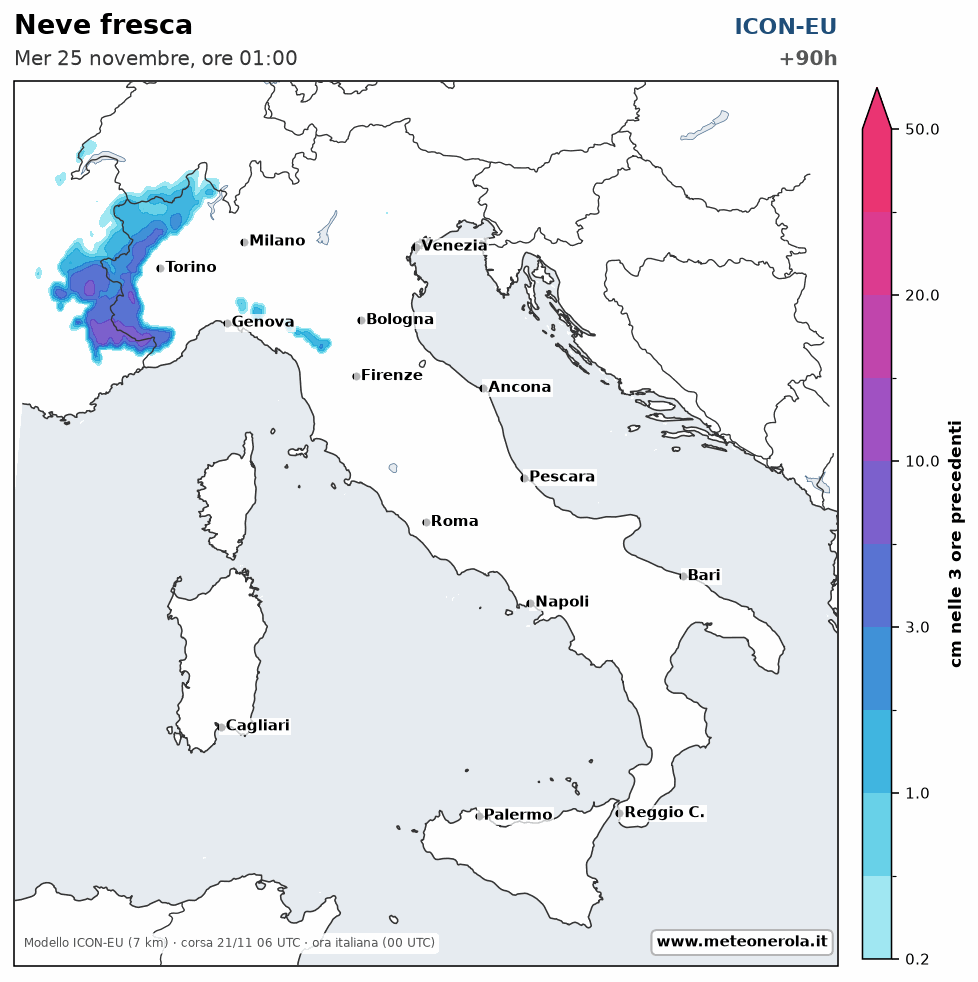 Neve fresca
ICON-EU
Mer 25 novembre, ore 01:00
+90h
50.0
20.0
10.0
3.0
1.0
0.2
cm nelle 3 ore precedenti
Milano
Venezia
Torino
Genova
Bologna
Firenze
Ancona
Pescara
Roma
Bari
Napoli
Cagliari
Palermo
Reggio C.
Modello ICON-EU (7 km) · corsa 21/11 06 UTC · ora italiana (00 UTC)
www.meteonerola.it